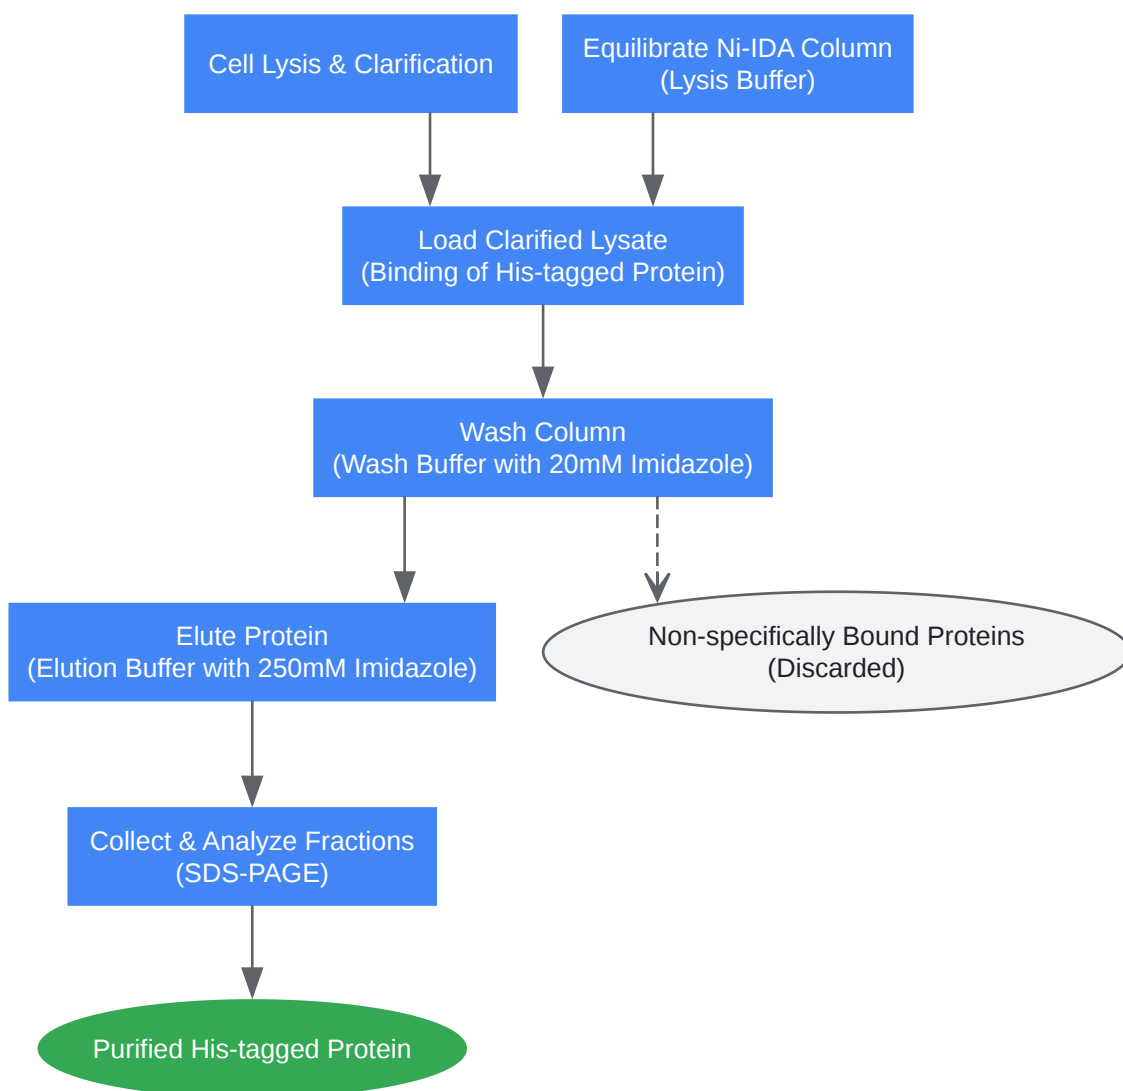 Cell Lysis & Clarification
Equilibrate Ni-IDA Column
(Lysis Buffer)
Load Clarified Lysate
(Binding of His-tagged Protein)
Wash Column
(Wash Buffer with 20mM Imidazole)
Elute Protein
(Elution Buffer with 250mM Imidazole)
Non-specifically Bound Proteins
(Discarded)
Collect & Analyze Fractions
(SDS-PAGE)
Purified His-tagged Protein